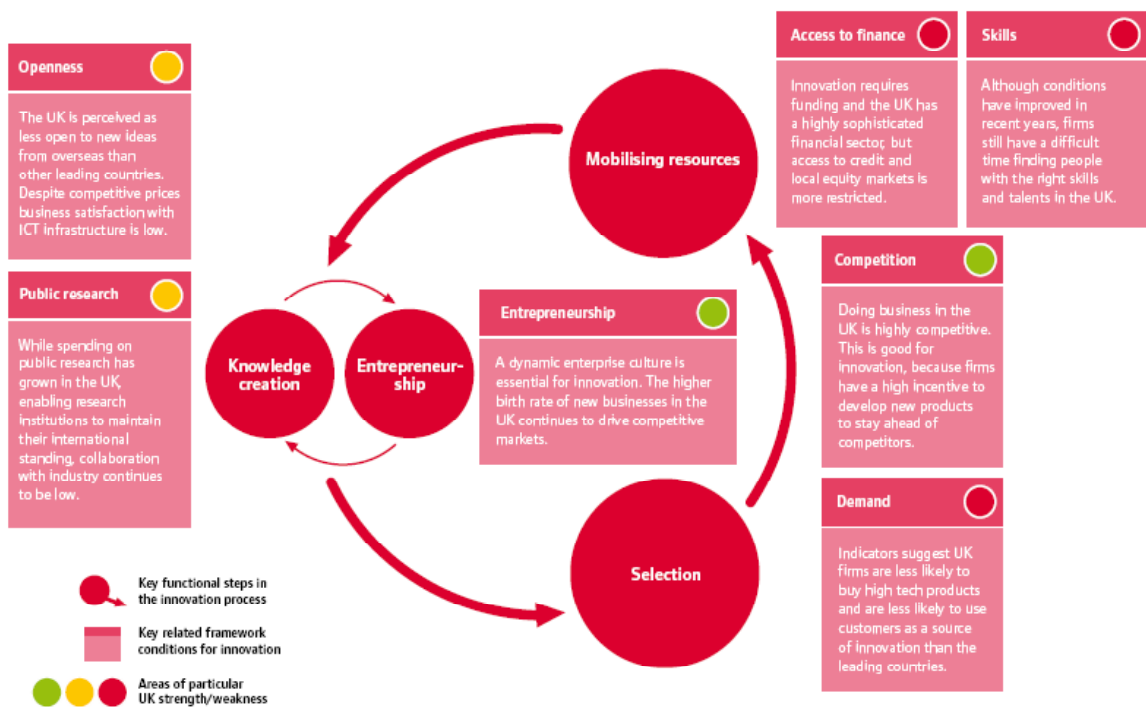 Openness
The UK is perceived as
less open to new ideas
from overseas than
other leading countries.
Despite competitive prices
business satisfaction with
ICT infrastructure is low.
Public research
While spending on
public research has
grown in the UK,
enabling research
institutions to maintain
their international
standing, collaboration
with industry continues
to be low.
Mobilising resources
Access to finance
Innovation requires
funding and the UK has
a highly sophisticated
financial sector, but
access to credit and
local equity markets is
more restricted.
Skills
Although conditions
have improved in
recent years, firms
still have a difficult
time finding people
with the right skills
and talents in the UK.
Knowledge
creation
Entrepreneur-
ship
Entrepreneurship
A dynamic enterprise culture is
essential for innovation. The higher
birth rate of new businesses in the
UK continues to drive competitive
markets.
Competition
Doing business in the
UK is highly competitive.
This is good for
innovation, because firms
have a high incentive to
develop new products
to stay ahead of
competitors.
Selection
Demand
Indicators suggest UK
firms are less likely to
buy high tech products
and are less likely to use
customers as a source
of innovation than the
leading countries.
Key functional steps in
the innovation process
Key related framework
conditions for innovation
Areas of particular
UK strength/weakness